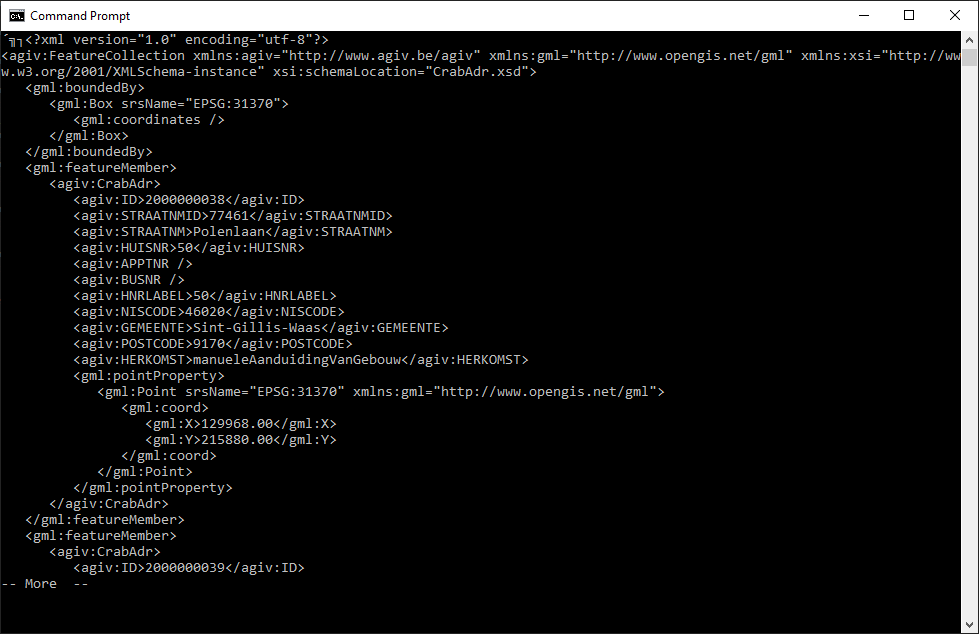 Command Prompt
´╗┐<?xml version="1.0" encoding="utf-8"?>
<agiv:FeatureCollection xmlns:agiv="http://www.agiv.be/agiv" xmlns:gml="http://www.opengis.net/gml" xmlns:xsi="http://ww
w.w3.org/2001/XMLSchema-instance" xsi:schemaLocation="CrabAdr.xsd">
   <gml:boundedBy>
      <gml:Box srsName="EPSG:31370">
         <gml:coordinates />
      </gml:Box>
   </gml:boundedBy>
   <gml:featureMember>
      <agiv:CrabAdr>
         <agiv:ID>2000000038</agiv:ID>
         <agiv:STRAATNMID>77461</agiv:STRAATNMID>
         <agiv:STRAATNM>Polenlaan</agiv:STRAATNM>
         <agiv:HUISNR>50</agiv:HUISNR>
         <agiv:APPTNR />
         <agiv:BUSNR />
         <agiv:HNRLABEL>50</agiv:HNRLABEL>
         <agiv:NISCODE>46020</agiv:NISCODE>
         <agiv:GEMEENTE>Sint-Gillis-Waas</agiv:GEMEENTE>
         <agiv:POSTCODE>9170</agiv:POSTCODE>
         <agiv:HERKOMST>manueleAanduidingVanGebouw</agiv:HERKOMST>
         <gml:pointProperty>
            <gml:Point srsName="EPSG:31370" xmlns:gml="http://www.opengis.net/gml">
               <gml:coord>
                  <gml:X>129968.00</gml:X>
                  <gml:Y>215880.00</gml:Y>
               </gml:coord>
            </gml:Point>
         </gml:pointProperty>
      </agiv:CrabAdr>
   </gml:featureMember>
   <gml:featureMember>
      <agiv:CrabAdr>
         <agiv:ID>2000000039</agiv:ID>
-- More  --